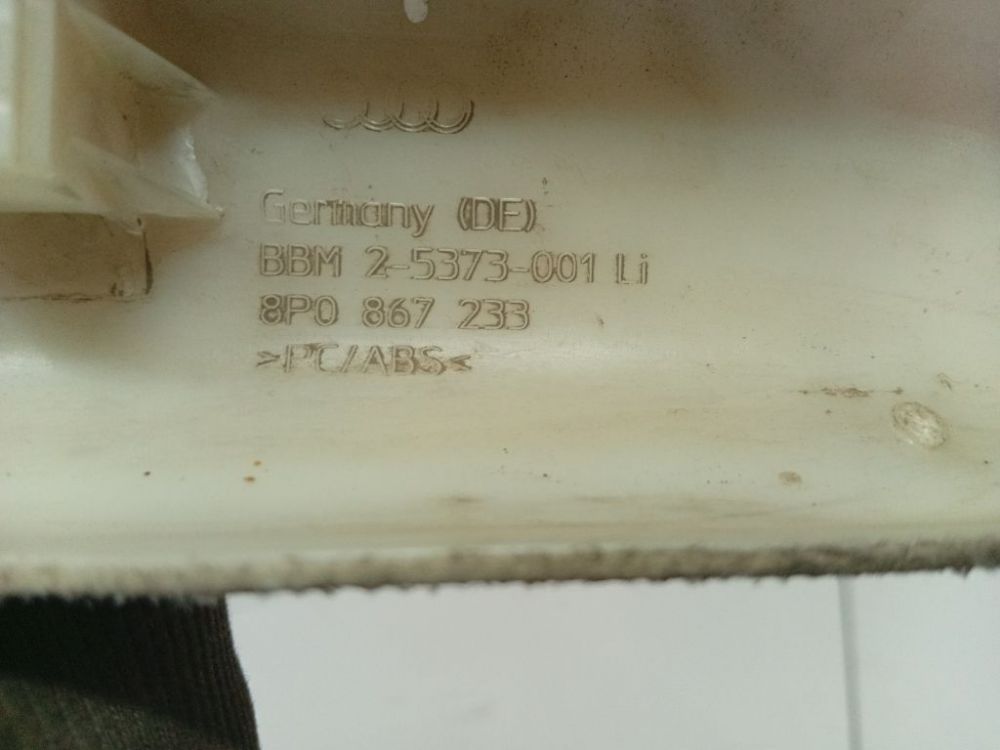 Germany (DE)
BBM 2-5373-001 Li
8P0 867 233
>PC/ABS<